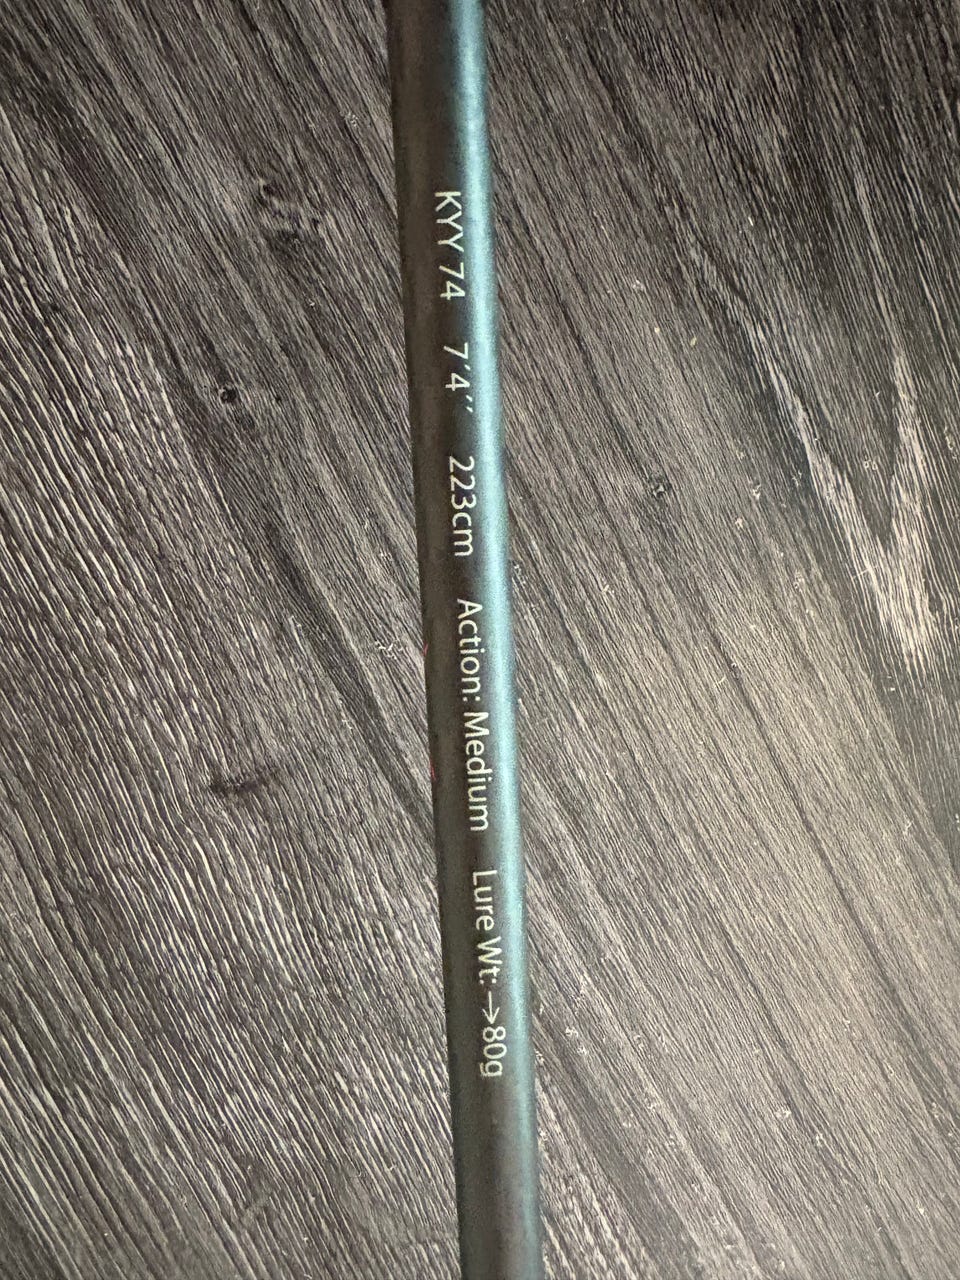 KYY 74 7´4´´ 223cm Action: Medium Lure Wt: →80g